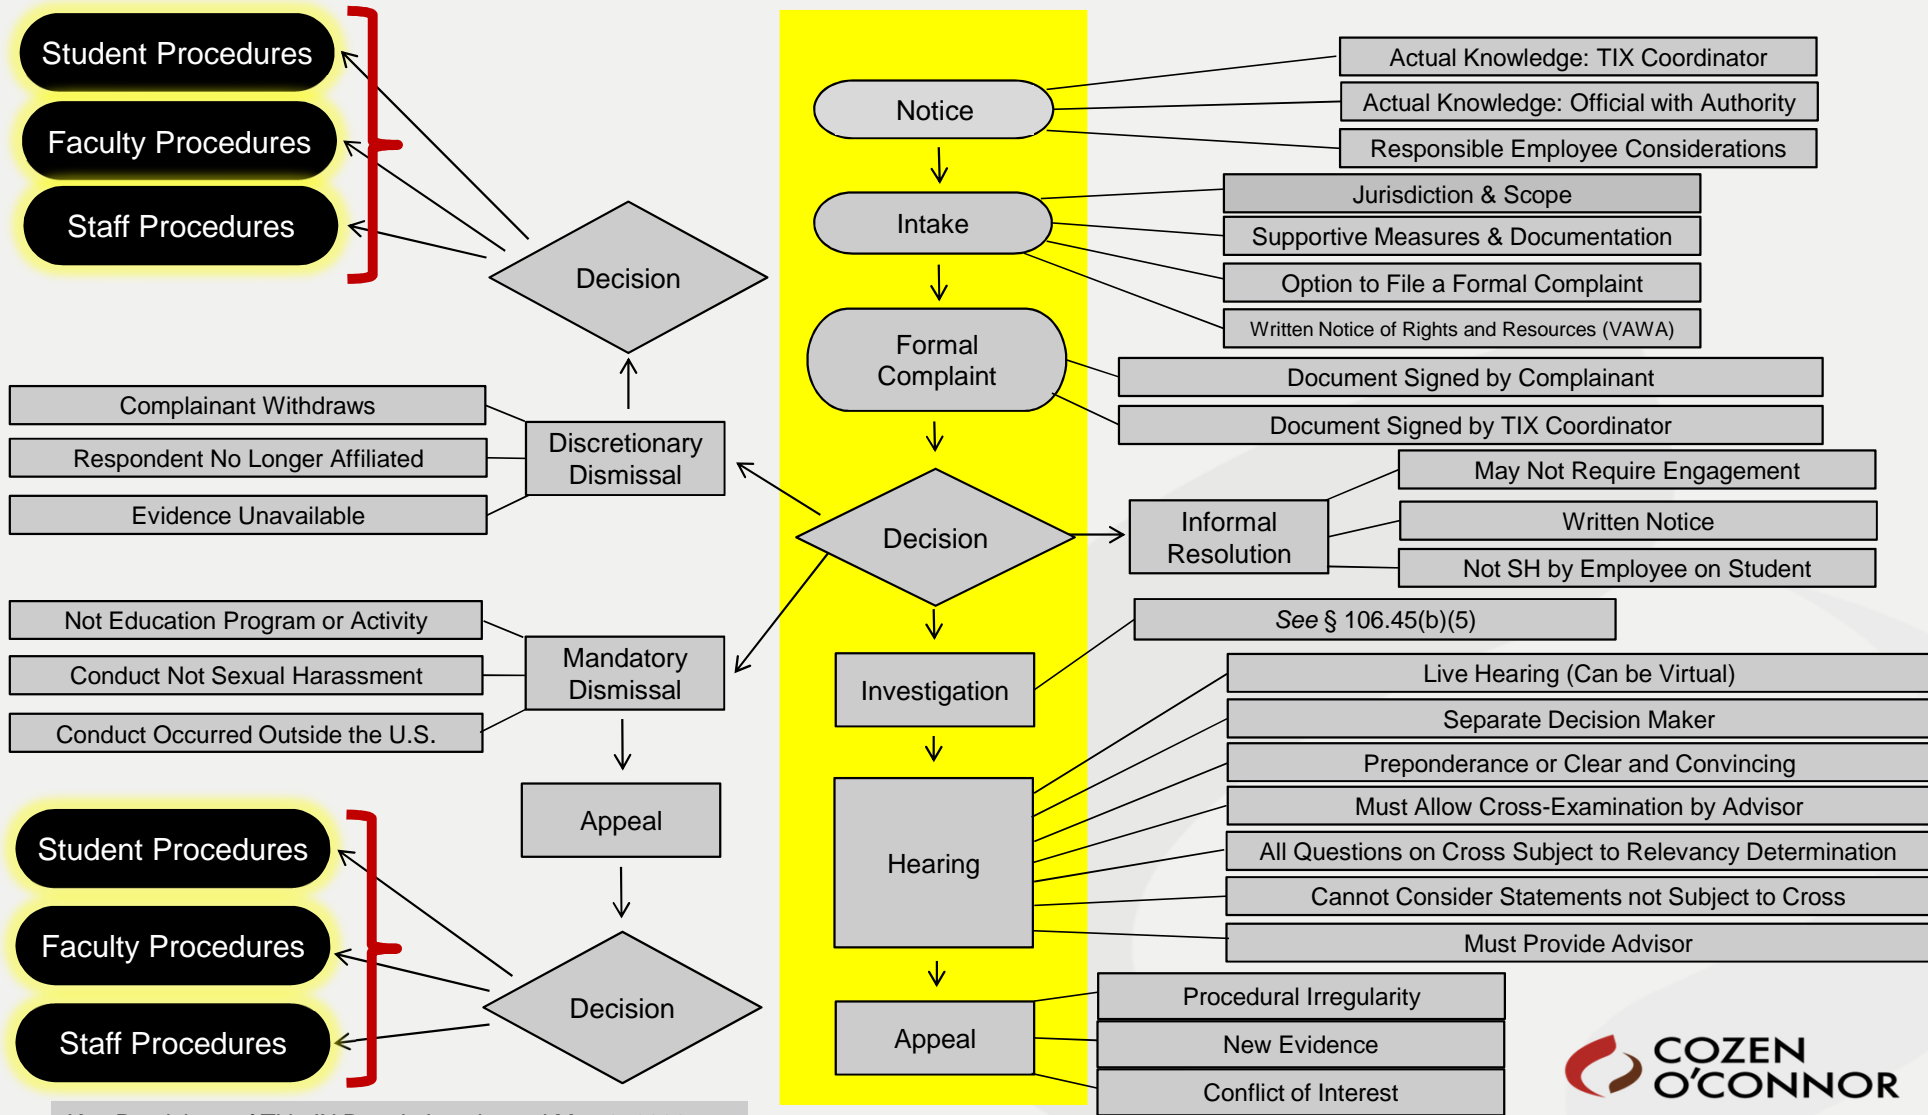 Student Procedures
Faculty Procedures
Staff Procedures
Decision
Complainant Withdraws
Respondent No Longer Affiliated
Evidence Unavailable
Discretionary
Dismissal
Not Education Program or Activity
Conduct Not Sexual Harassment
Conduct Occurred Outside the U.S.
Mandatory
Dismissal
Appeal
Student Procedures
Faculty Procedures
Staff Procedures
Decision
Notice
Actual Knowledge: TIX Coordinator
Actual Knowledge: Official with Authority
Responsible Employee Considerations
Intake
Jurisdiction & Scope
Supportive Measures & Documentation
Option to File a Formal Complaint
Written Notice of Rights and Resources (VAWA)
Formal
Complaint
Document Signed by Complainant
Document Signed by TIX Coordinator
Decision
Informal
Resolution
May Not Require Engagement
Written Notice
Not SH by Employee on Student
Investigation
See § 106.45(b)(5)
Hearing
Live Hearing (Can be Virtual)
Separate Decision Maker
Preponderance or Clear and Convincing
Must Allow Cross-Examination by Advisor
All Questions on Cross Subject to Relevancy Determination
Cannot Consider Statements not Subject to Cross
Must Provide Advisor
Appeal
Procedural Irregularity
New Evidence
Conflict of Interest
COZEN
O'CONNOR